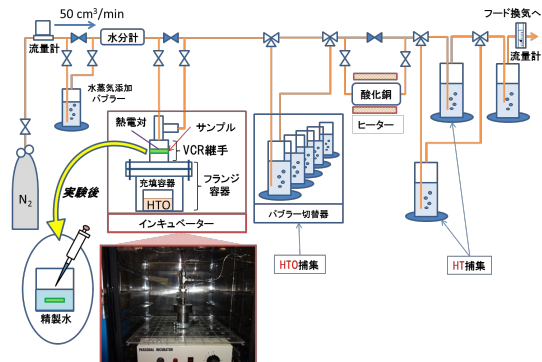 50 cm³/min
フード換気へ
流量計
水分計
流量計
水蒸気添加
バブラー
酸化銅
ヒーター
熱電対
サンプル
VCR継手
フランジ
容器
充填容器
HTO
実験後
N₂
インキュベーター
バブラー切替器
HTO捕集
HT捕集
精製水
PERSONAL INCUBATOR